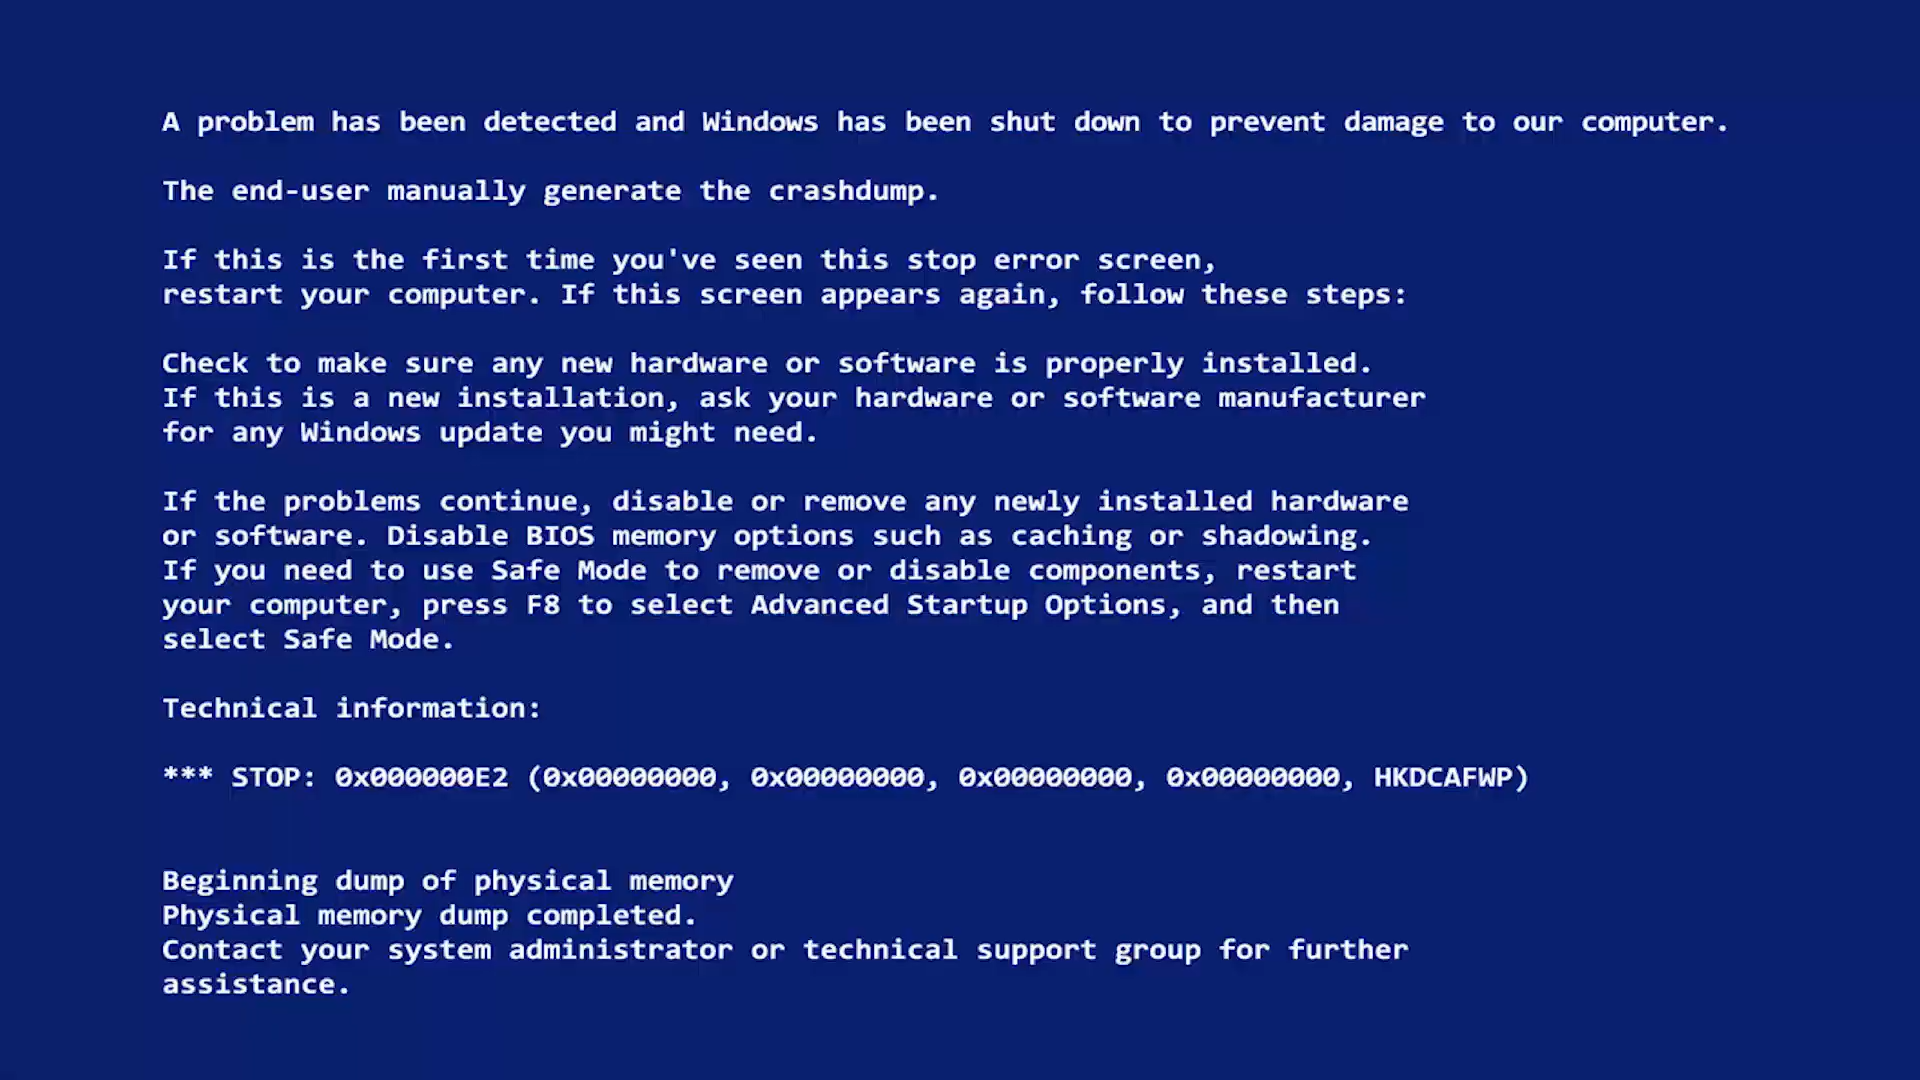 A problem has been detected and Windows has been shut down to prevent damage to our computer.
The end-user manually generate the crashdump.
If this is the first time you've seen this stop error screen,
restart your computer. If this screen appears again, follow these steps:
Check to make sure any new hardware or software is properly installed.
If this is a new installation, ask your hardware or software manufacturer
for any Windows update you might need.
If the problems continue, disable or remove any newly installed hardware
or software. Disable BIOS memory options such as caching or shadowing.
If you need to use Safe Mode to remove or disable components, restart
your computer, press F8 to select Advanced Startup Options, and then
select Safe Mode.
Technical information:
*** STOP: 0x000000E2 (0x00000000, 0x00000000, 0x00000000, 0x00000000, HKDCAFWP)
Beginning dump of physical memory
Physical memory dump completed.
Contact your system administrator or technical support group for further
assistance.